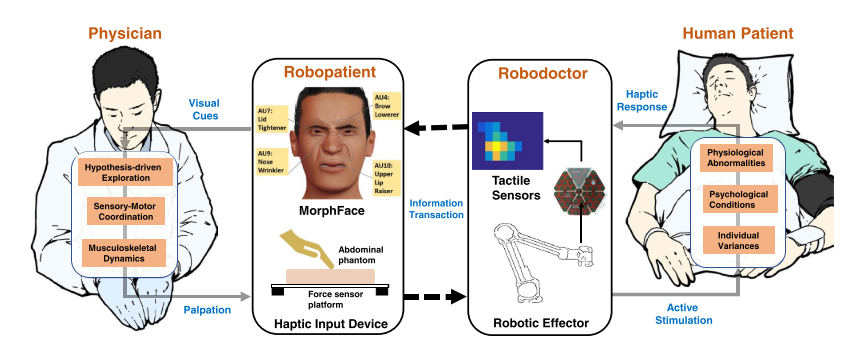 Physician
Human Patient
Robopatient
Robodoctor
Visual
Cues
AU7:
Lid
Tightener
AU4:
Brow
Lowerer
AU9:
Nose
Wrinkler
AU10:
Upper
Lip
Raiser
MorphFace
Hypothesis-driven
Exploration
Sensory-Motor
Coordination
Musculoskeletal
Dynamics
Palpation
Abdominal
phantom
Force sensor
platform
Haptic Input Device
Information
Transaction
Tactile
Sensors
Robotic Effector
Haptic
Response
Physiological
Abnormalities
Psychological
Conditions
Individual
Variances
Active
Stimulation